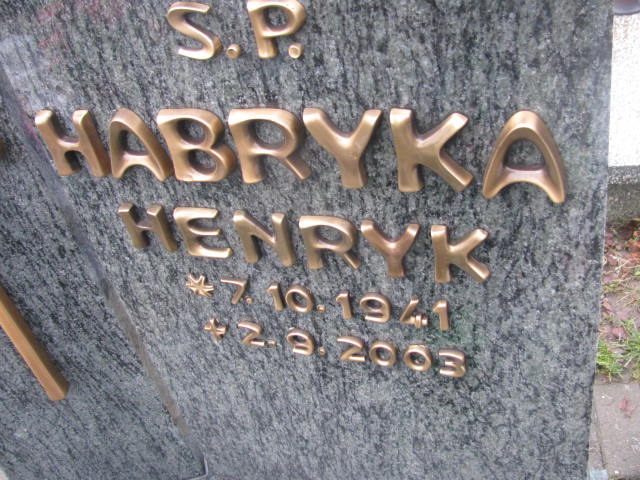 S.P.
HABRYKA
HENRYK
* 7.10.1941
+ 2.9.2003